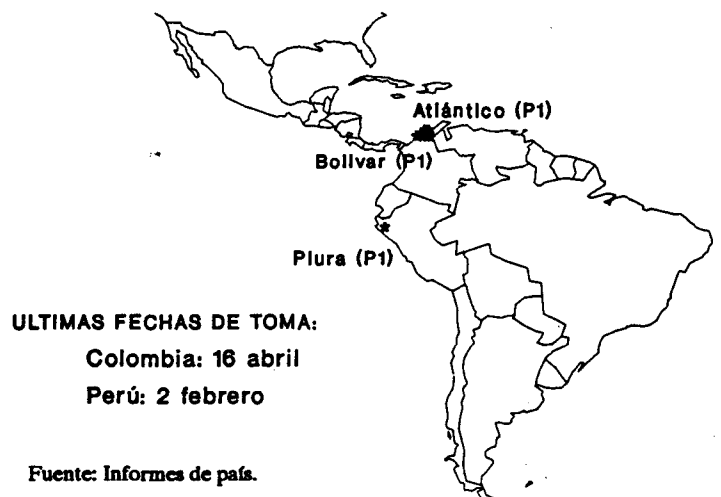 Atlántico (P1)
Bolivar (P1)
Piura (P1)
ULTIMAS FECHAS DE TOMA:
Colombia: 16 abril
Perú: 2 febrero
Fuente: Informes de país.